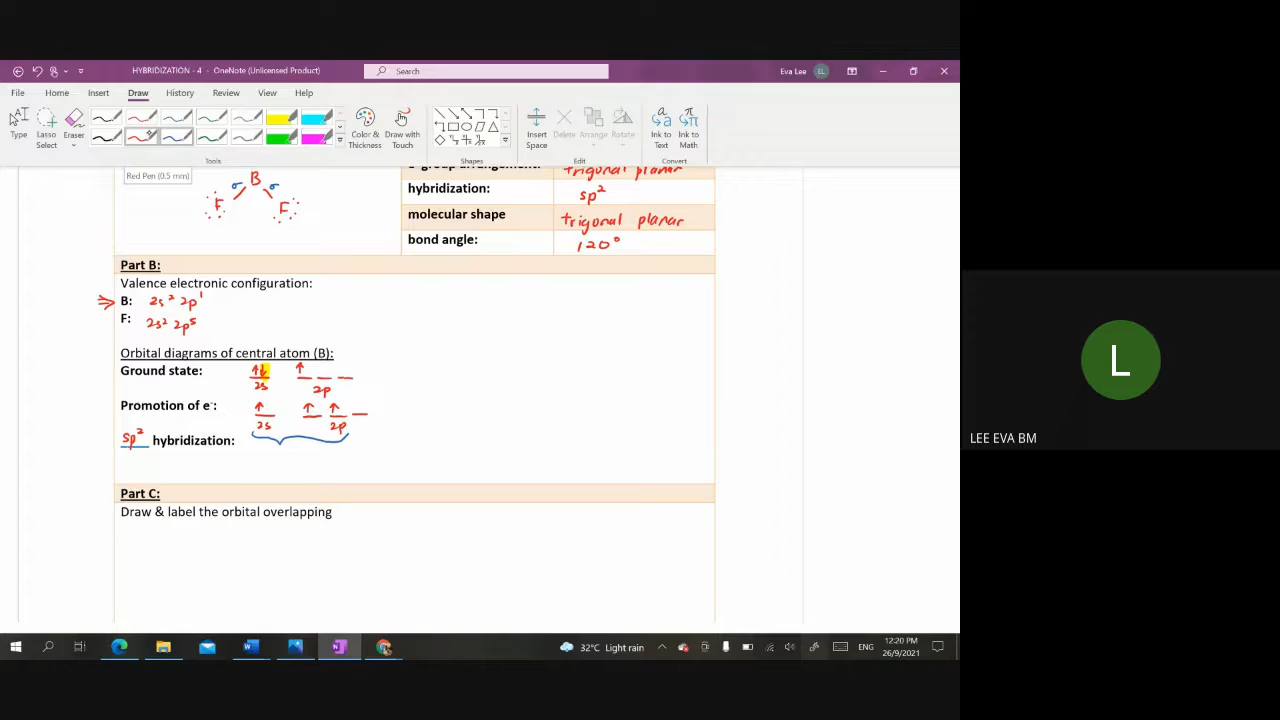 HYBRIDIZATION - 4 - OneNote (Unlicensed Product)
Search
Eva Lee
EL
File Home Insert Draw History Review View Help
Type
Lasso Select
Eraser
Color & Thickness
Draw with Touch
Insert Space
Delete
Arrange
Rotate
Ink to Text
Ink to Math
Tools
Shapes
Edit
Convert
Red Pen (0.5 mm)
σ B σ
F F
trigonal planar
hybridization: sp²
molecular shape trigonal planar
bond angle: 120°
Part B:
Valence electronic configuration:
B: 2s² 2p¹
F: 2s² 2p⁵
Orbital diagrams of central atom (B):
Ground state: ↑↓ ↑
2s 2p
Promotion of e-: ↑ ↑ ↑
2s 2p
sp² hybridization:
Part C:
Draw & label the orbital overlapping
L
LEE EVA BM
32°C Light rain
ENG
12:20 PM
26/9/2021